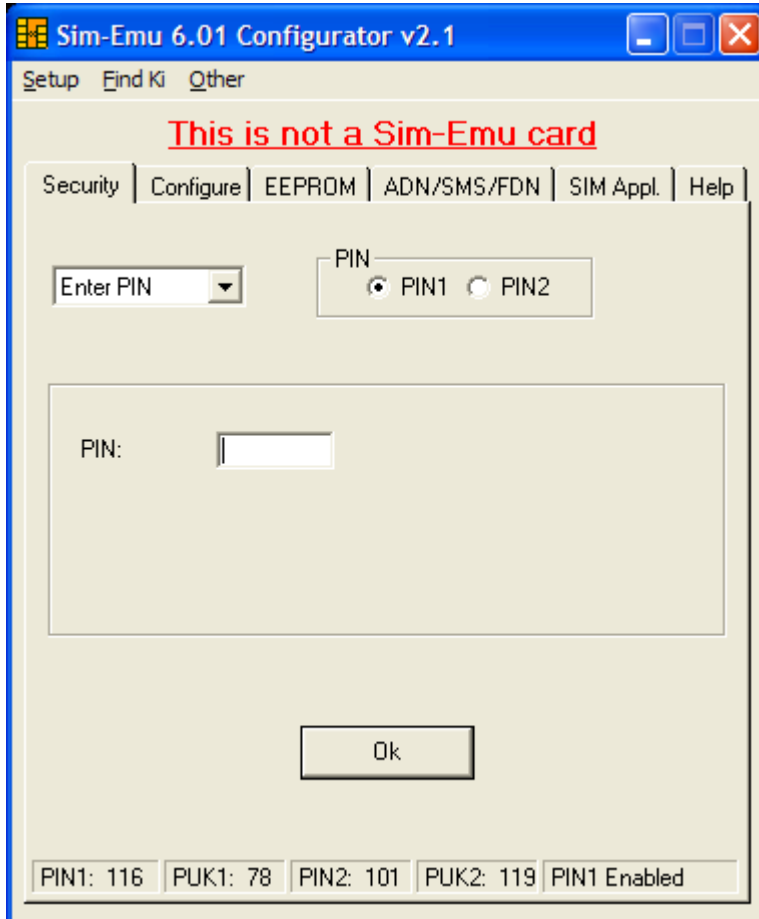 Sim-Emu 6.01 Configurator v2.1
Setup Find Ki Other
This is not a Sim-Emu card
Security Configure EEPROM ADN/SMS/FDN SIM Appl. Help
PIN
Enter PIN PIN1 PIN2
PIN:
Ok
PIN1: 116 PUK1: 78 PIN2: 101 PUK2: 119 PIN1 Enabled